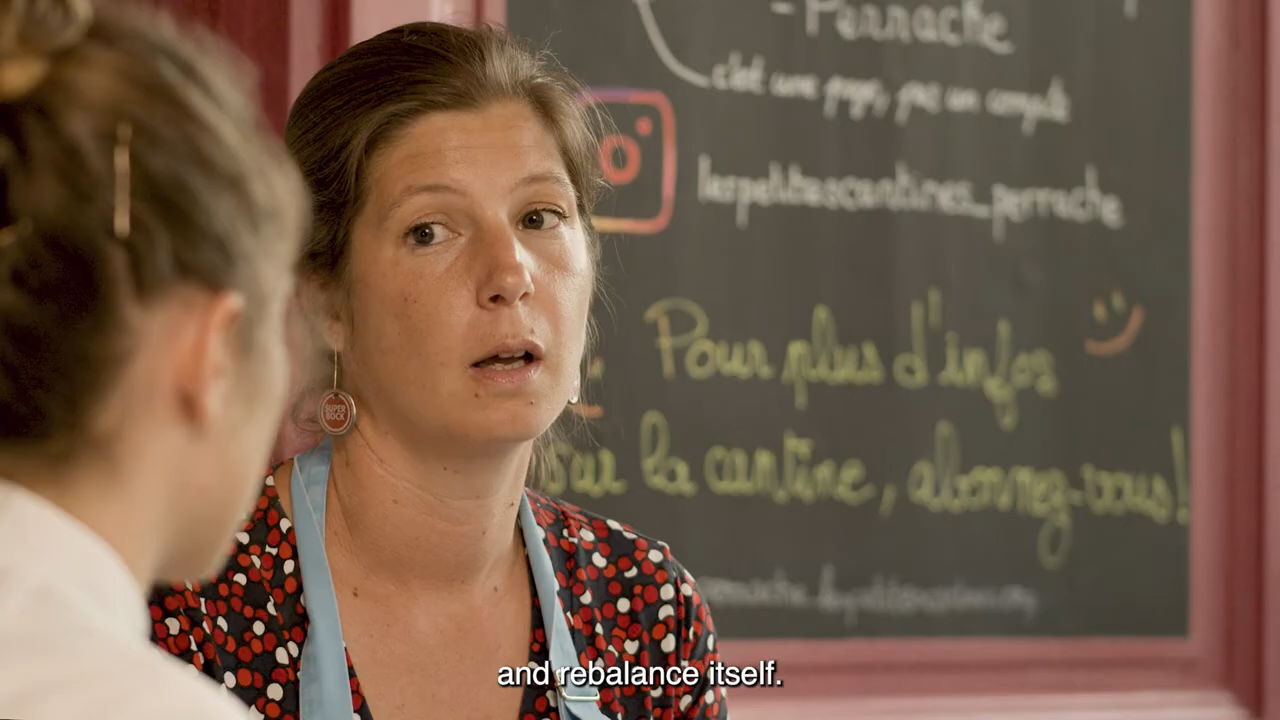 - Perrache
c'est une page, pas un compte
lespetitescantines_perrache
Pour plus d'infos
sur la cantine, abonnez-vous!
SUPER
BOCK
and rebalance itself.